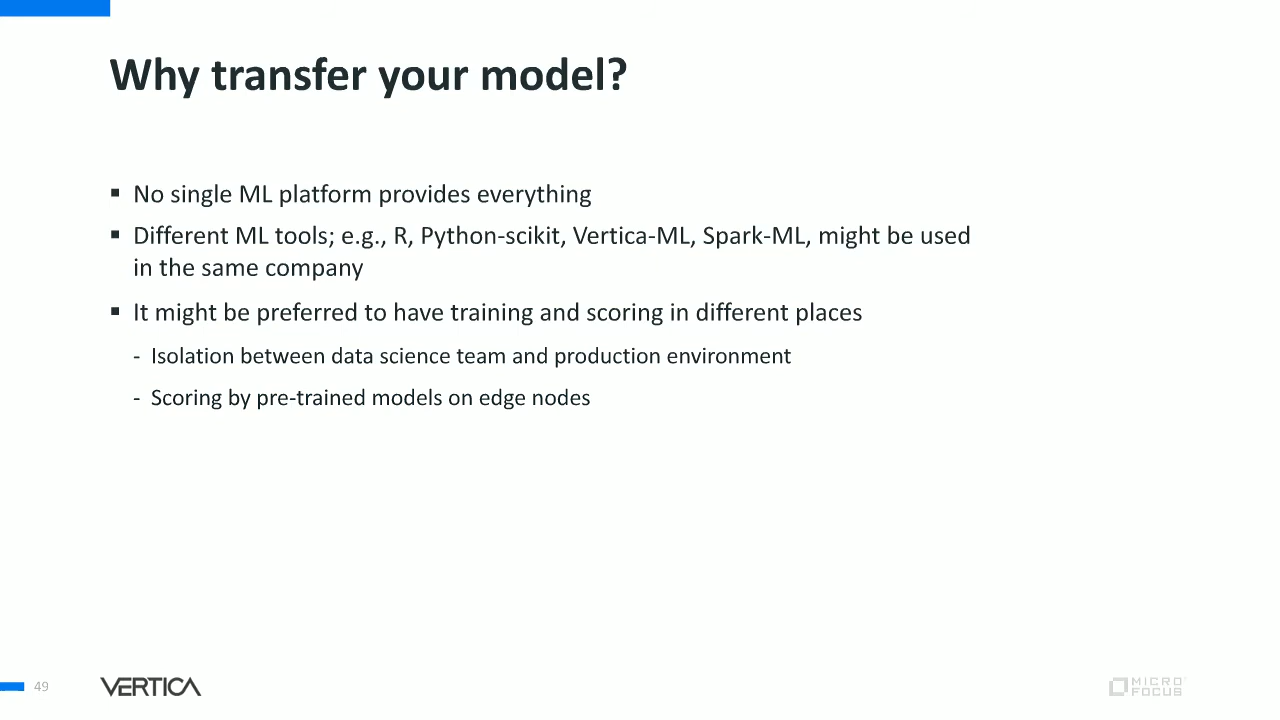 Why transfer your model?
▪ No single ML platform provides everything
▪ Different ML tools; e.g., R, Python-scikit, Vertica-ML, Spark-ML, might be used
in the same company
▪ It might be preferred to have training and scoring in different places
- Isolation between data science team and production environment
- Scoring by pre-trained models on edge nodes
49
VERTICA
MICRO
FOCUS